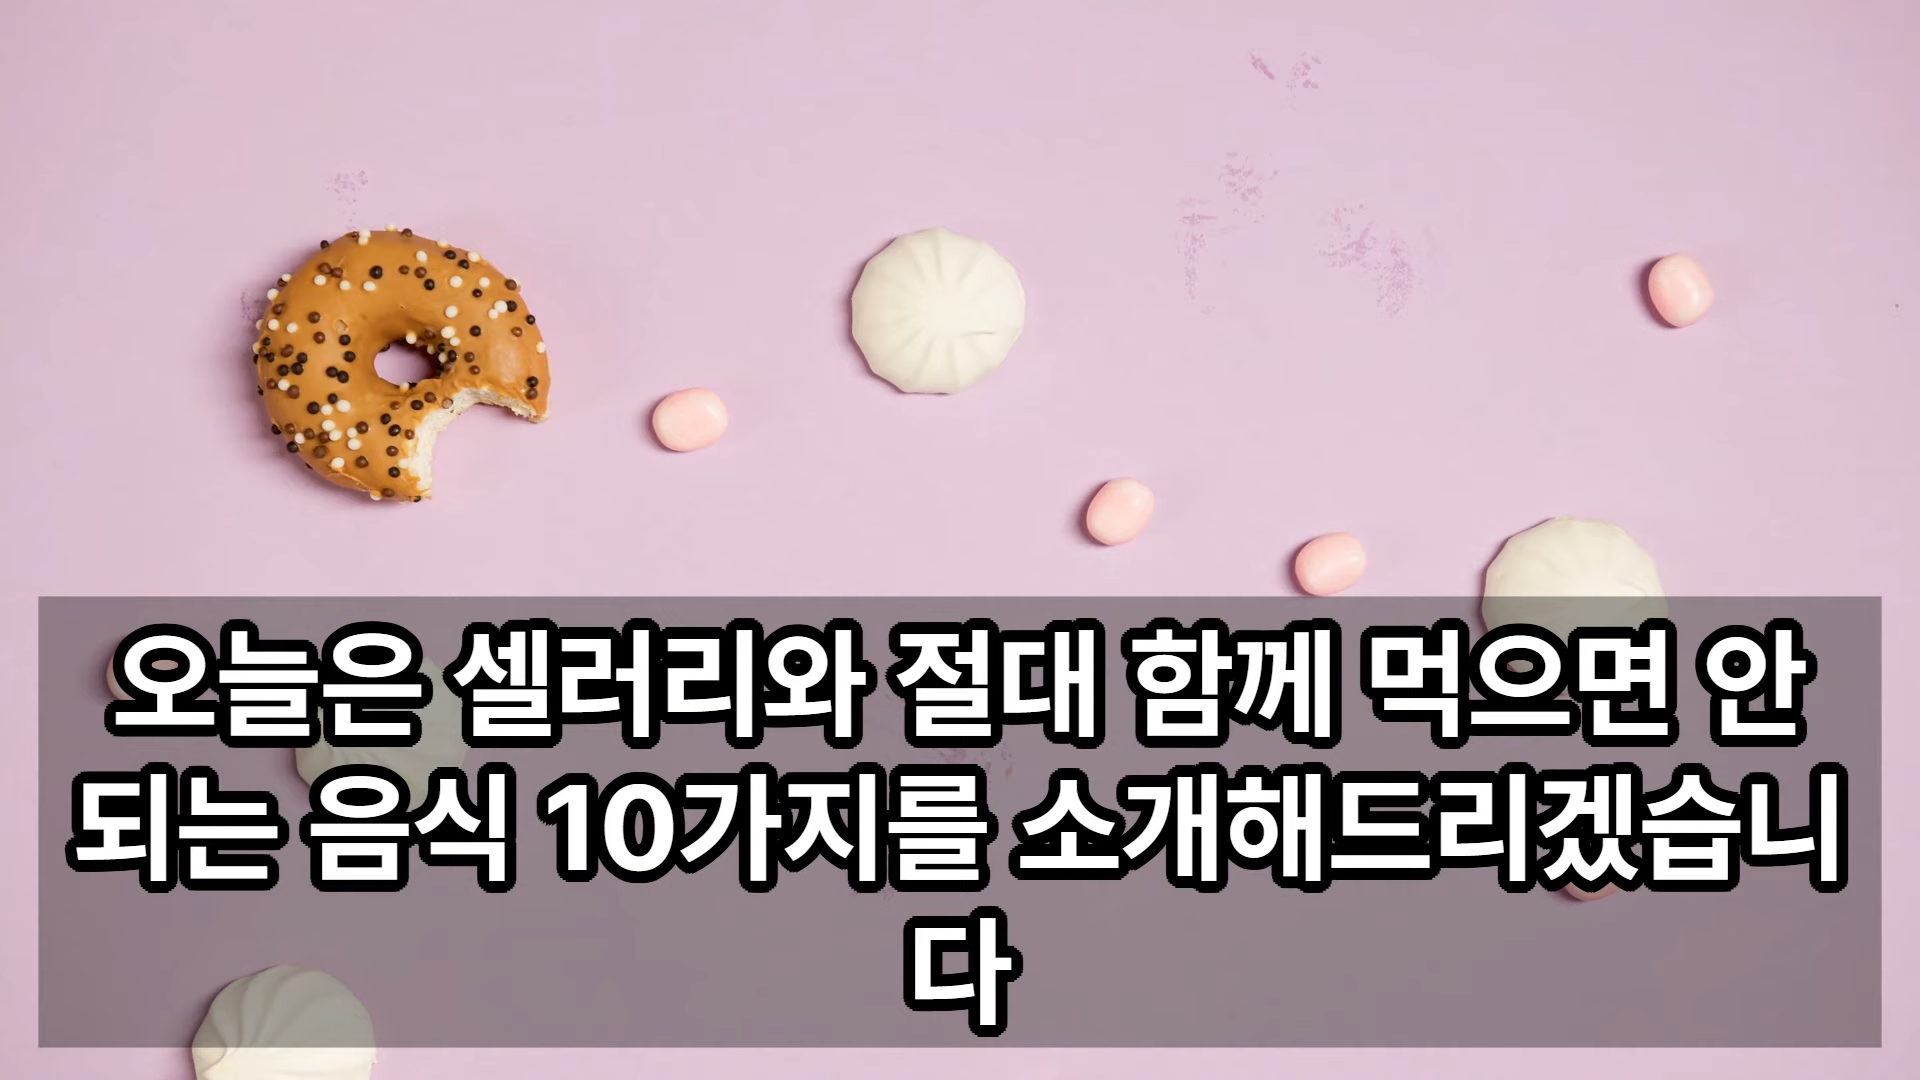 오늘은 셀러리와 절대 함께 먹으면 안
되는 음식 10가지를 소개해드리겠습니
다